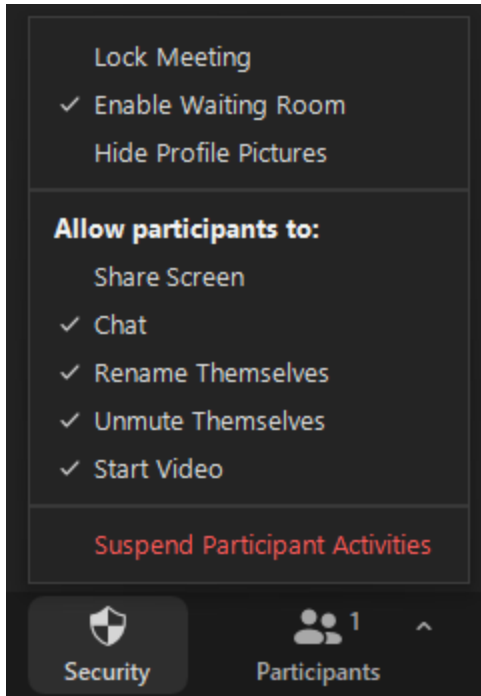 Lock Meeting
✓ Enable Waiting Room
Hide Profile Pictures
Allow participants to:
Share Screen
✓ Chat
✓ Rename Themselves
✓ Unmute Themselves
✓ Start Video
Suspend Participant Activities
1
Security Participants